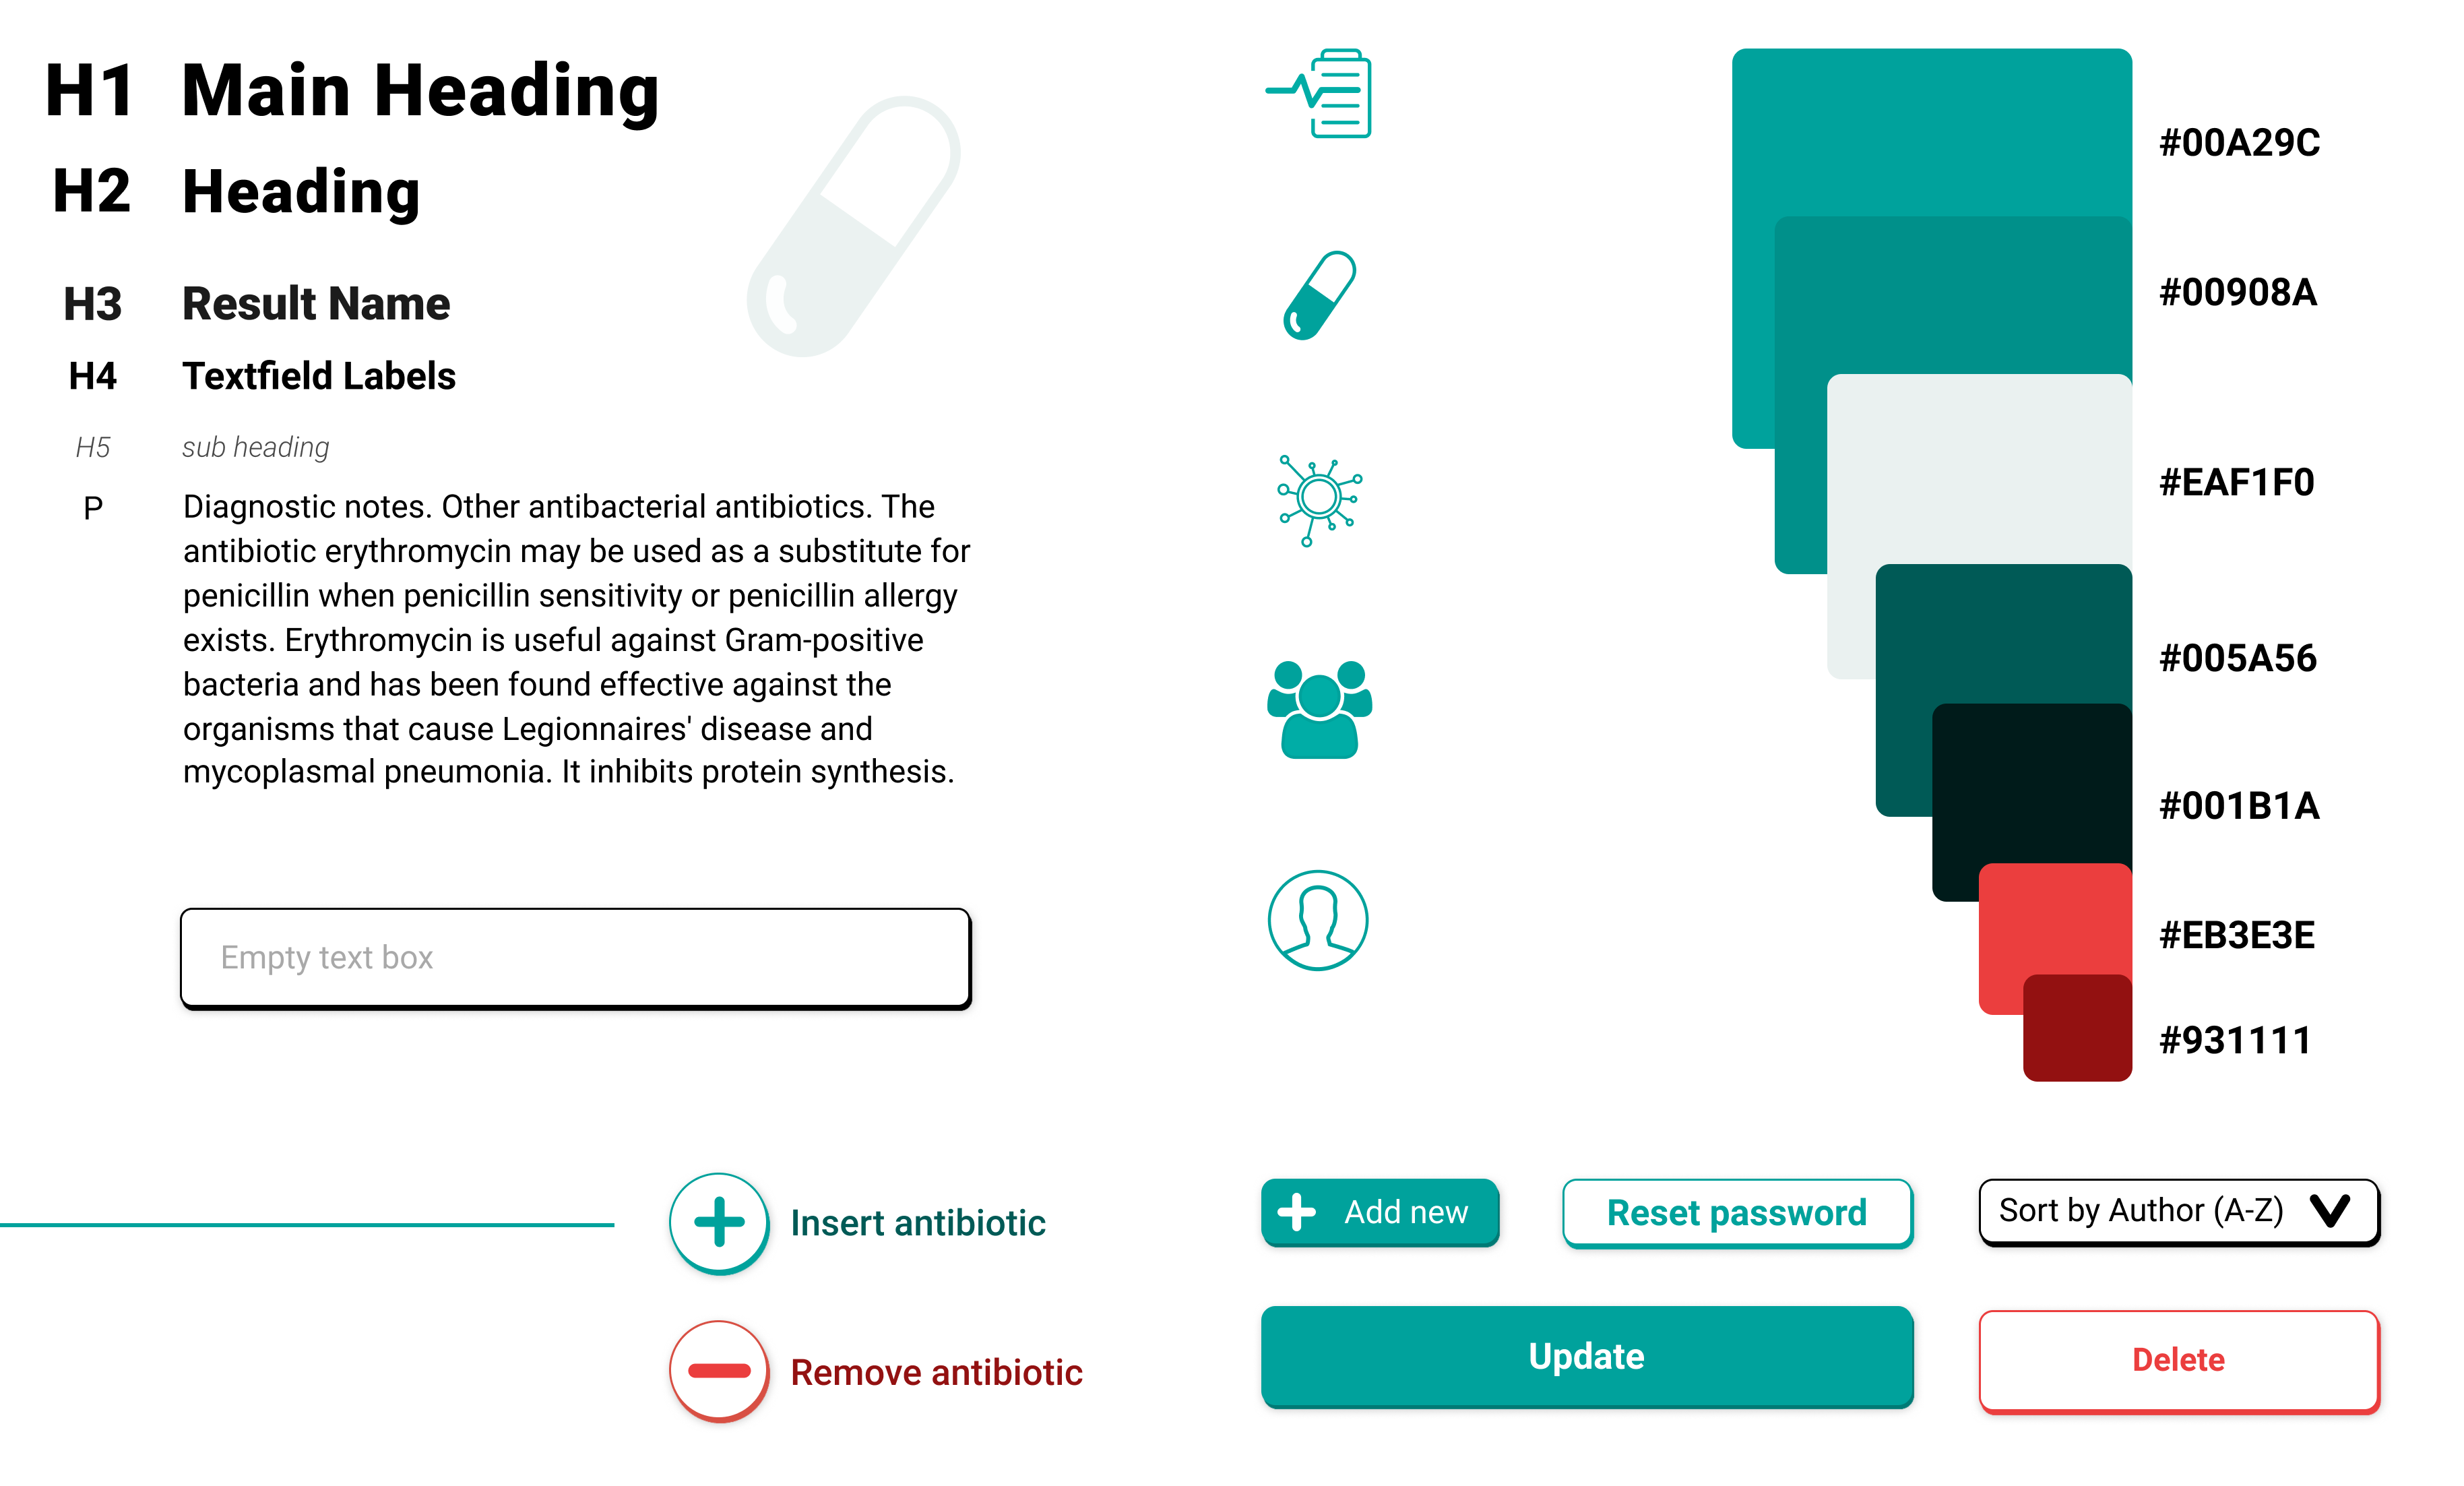 H1 Main Heading
H2 Heading
H3 Result Name
H4 Textfield Labels
H5 sub heading
P Diagnostic notes. Other antibacterial antibiotics. The
antibiotic erythromycin may be used as a substitute for
penicillin when penicillin sensitivity or penicillin allergy
exists. Erythromycin is useful against Gram-positive
bacteria and has been found effective against the
organisms that cause Legionnaires' disease and
mycoplasmal pneumonia. It inhibits protein synthesis.
Empty text box
#00A29C
#00908A
#EAF1F0
#005A56
#001B1A
#EB3E3E
#931111
Insert antibiotic
Remove antibiotic
Add new
Reset password
Sort by Author (A-Z)
Update
Delete